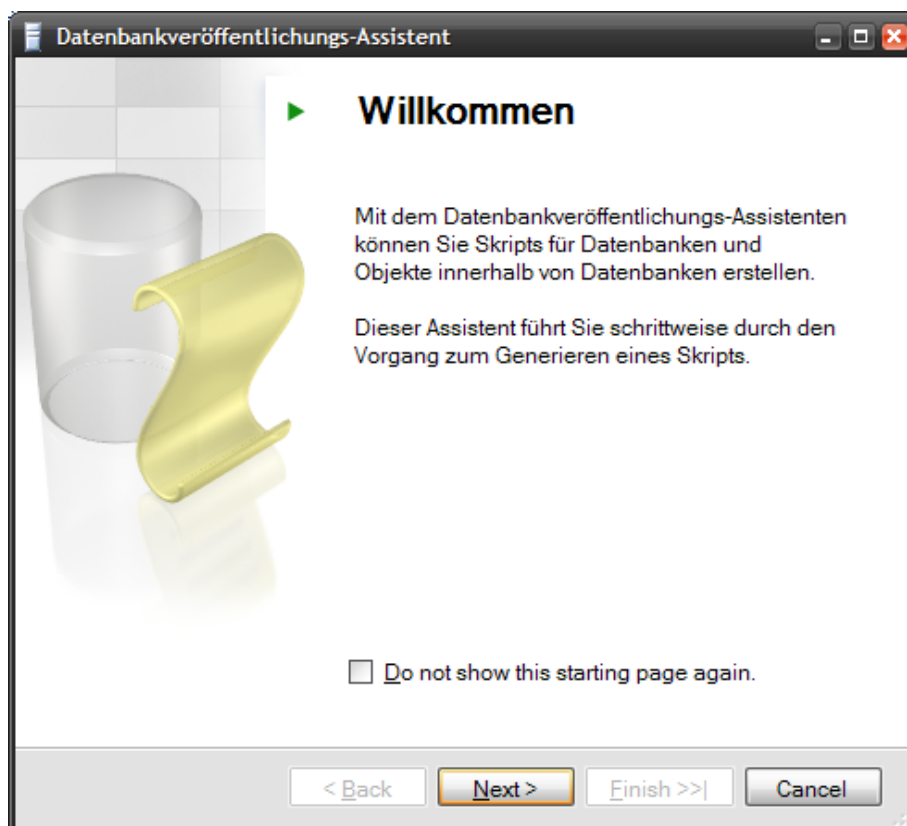 Datenbankveröffentlichungs-Assistent
Willkommen
Mit dem Datenbankveröffentlichungs-Assistenten
können Sie Skripts für Datenbanken und
Objekte innerhalb von Datenbanken erstellen.
Dieser Assistent führt Sie schrittweise durch den
Vorgang zum Generieren eines Skripts.
Do not show this starting page again.
< Back Next > Finish >>| Cancel